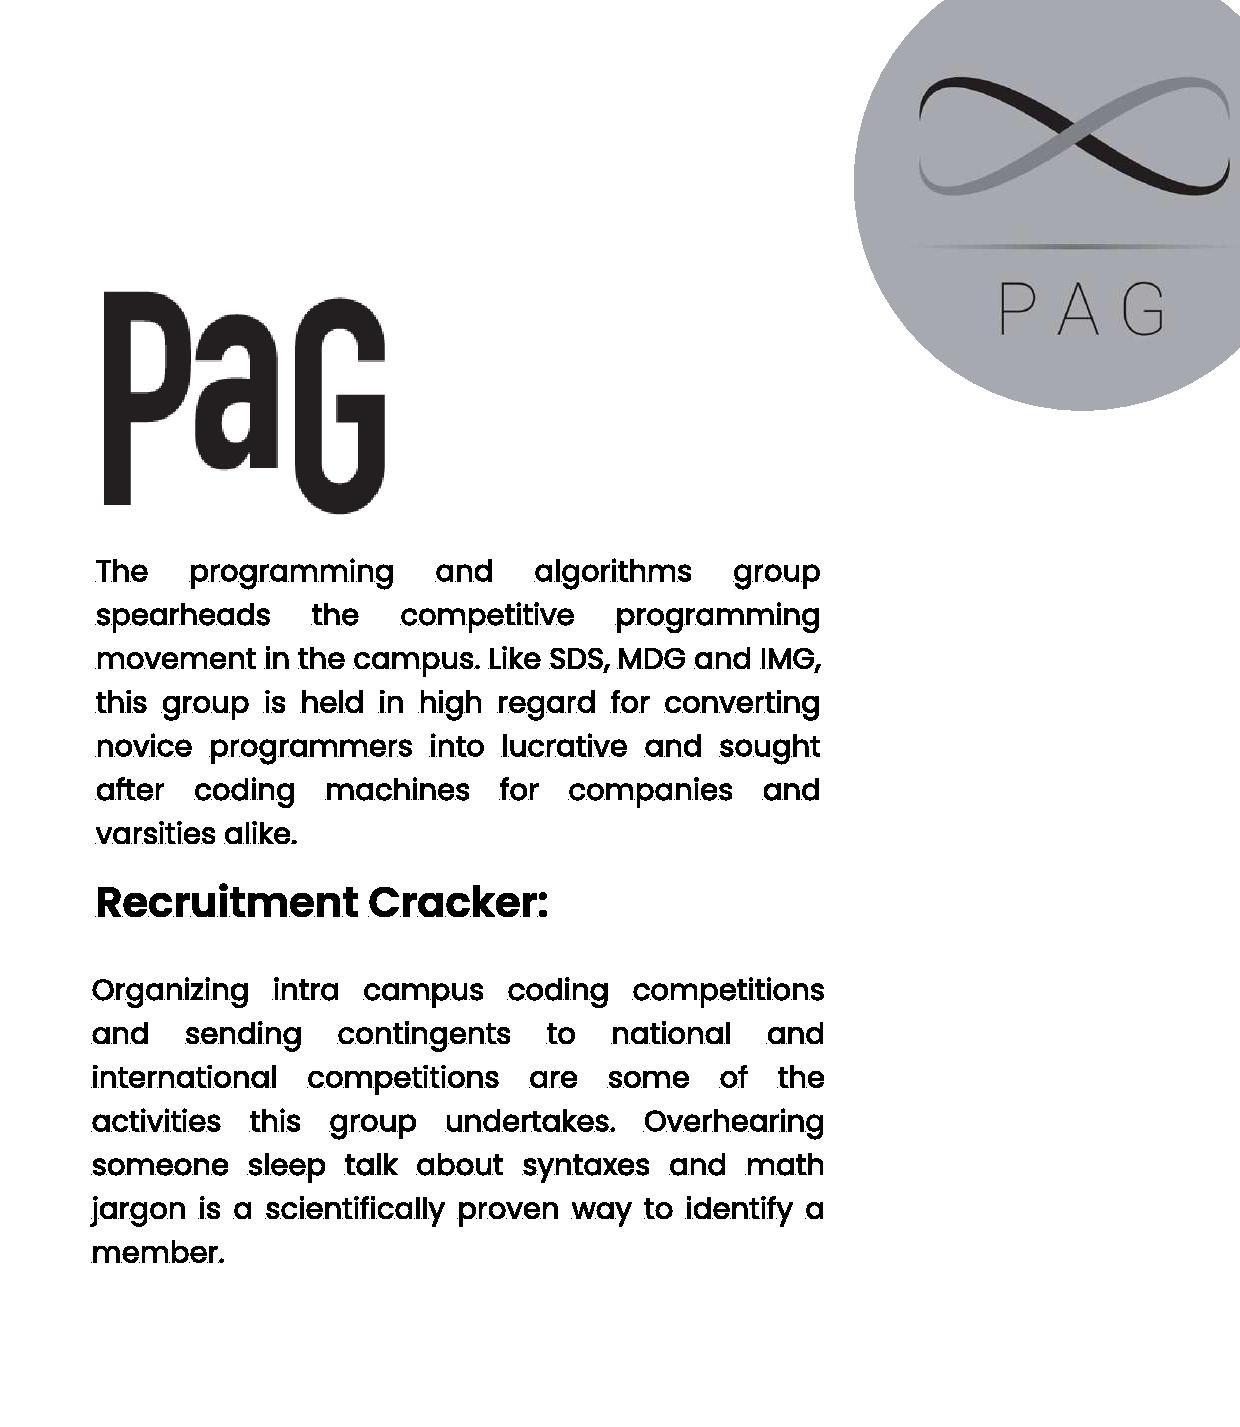 PAG
PaG
The programming and algorithms group
spearheads the competitive programming
movement in the campus. Like SDS, MDG and IMG,
this group is held in high regard for converting
novice programmers into lucrative and sought
after coding machines for companies and
varsities alike.
Recruitment Cracker:
Organizing intra campus coding competitions
and sending contingents to national and
international competitions are some of the
activities this group undertakes. Overhearing
someone sleep talk about syntaxes and math
jargon is a scientifically proven way to identify a
member.